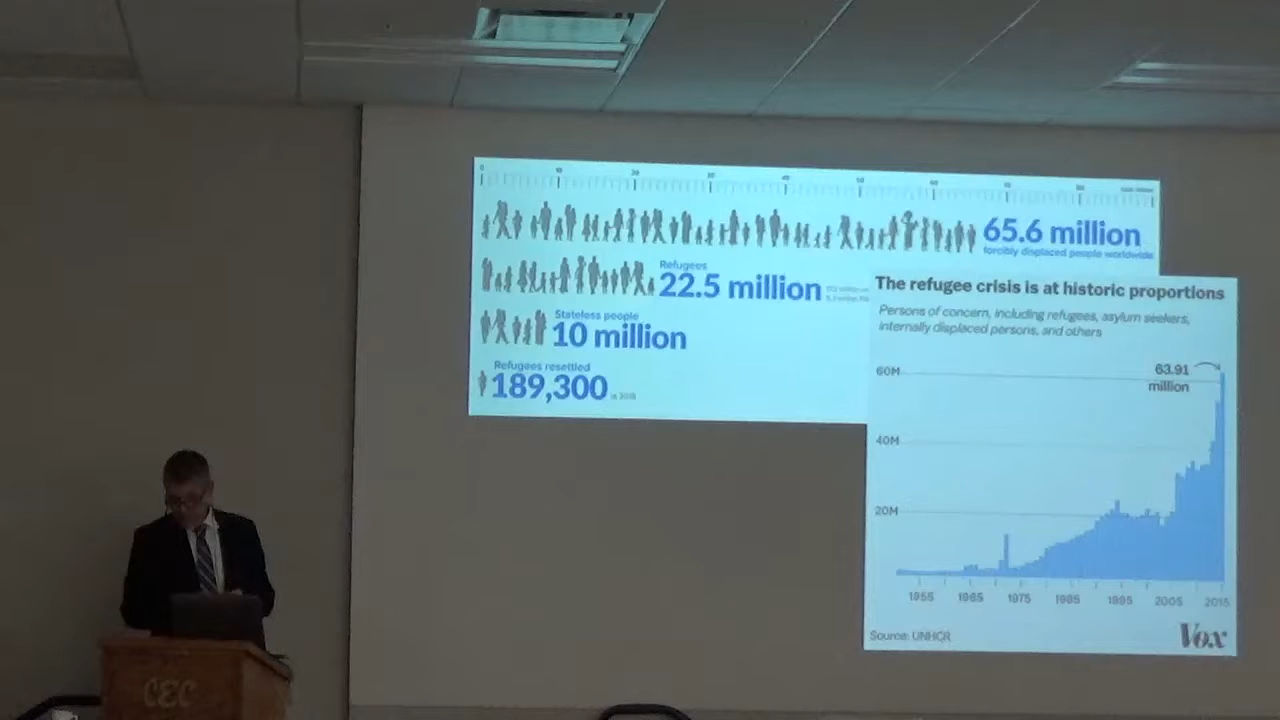 65.6 million
forcibly displaced people worldwide
Refugees
22.5 million
Stateless people
10 million
Refugees resettled
189,300
in 2016
The refugee crisis is at historic proportions
Persons of concern, including refugees, asylum seekers,
internally displaced persons, and others
63.91
million
60M
40M
20M
1955 1965 1975 1985 1995 2005 2015
Source: UNHCR
Vox
CEC